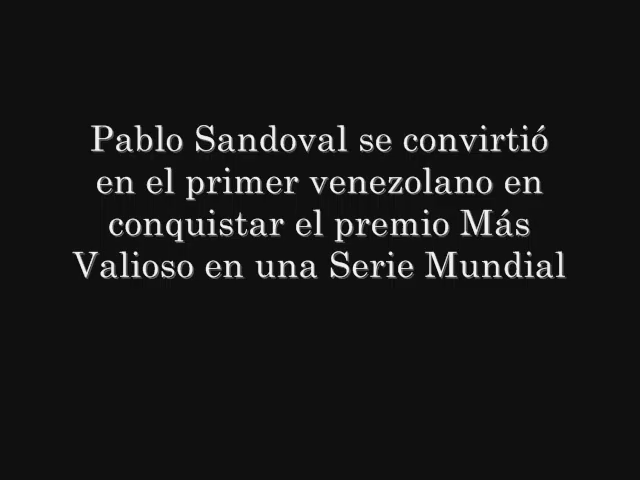 Pablo Sandoval se convirtió
en el primer venezolano en
conquistar el premio Más
Valioso en una Serie Mundial